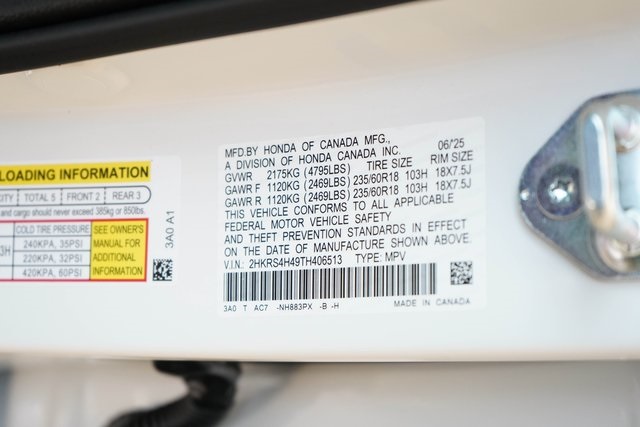 LOADING INFORMATION
TOTAL 5 FRONT 2 REAR 3
and cargo should never exceed 385kg or 850lbs.
COLD TIRE PRESSURE
240KPA, 35PSI
220KPA, 32PSI
420KPA, 60PSI
SEE OWNER'S
MANUAL FOR
ADDITIONAL
INFORMATION
3A0 A1
MFD.BY HONDA OF CANADA MFG., 06/25
A DIVISION OF HONDA CANADA INC.
GVWR 2175KG (4795LBS) TIRE SIZE RIM SIZE
GAWR F 1120KG (2469LBS) 235/60R18 103H 18X7.5J
GAWR R 1120KG (2469LBS) 235/60R18 103H 18X7.5J
THIS VEHICLE CONFORMS TO ALL APPLICABLE
FEDERAL MOTOR VEHICLE SAFETY
AND THEFT PREVENTION STANDARDS IN EFFECT
ON THE DATE OF MANUFACTURE SHOWN ABOVE.
V.I.N: 2HKRS4H49TH406513 TYPE: MPV
3A0 T AC7 -NH883PX -B -H MADE IN CANADA